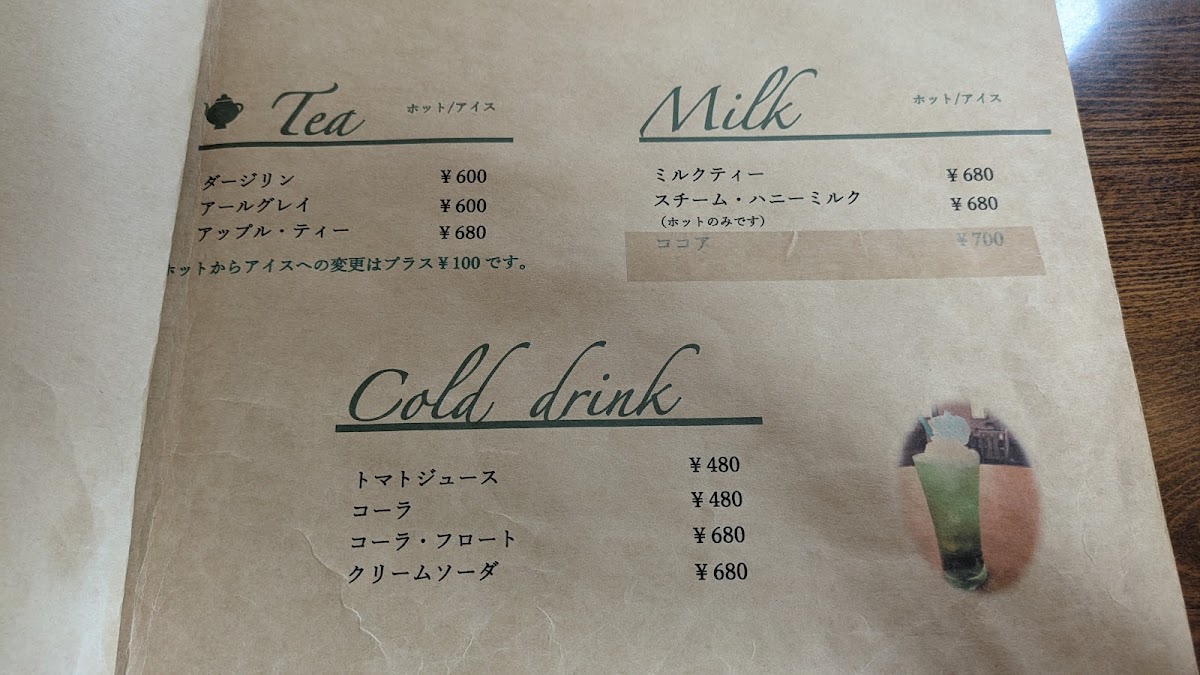 Tea ホット/アイス
ダージリン ¥600
アールグレイ ¥600
アップル・ティー ¥680
ホットからアイスへの変更はプラス¥100です。
Milk ホット/アイス
ミルクティー ¥680
スチーム・ハニーミルク ¥680
（ホットのみです）
ココア ¥700
Cold drink
トマトジュース ¥480
コーラ ¥480
コーラ・フロート ¥680
クリームソーダ ¥680